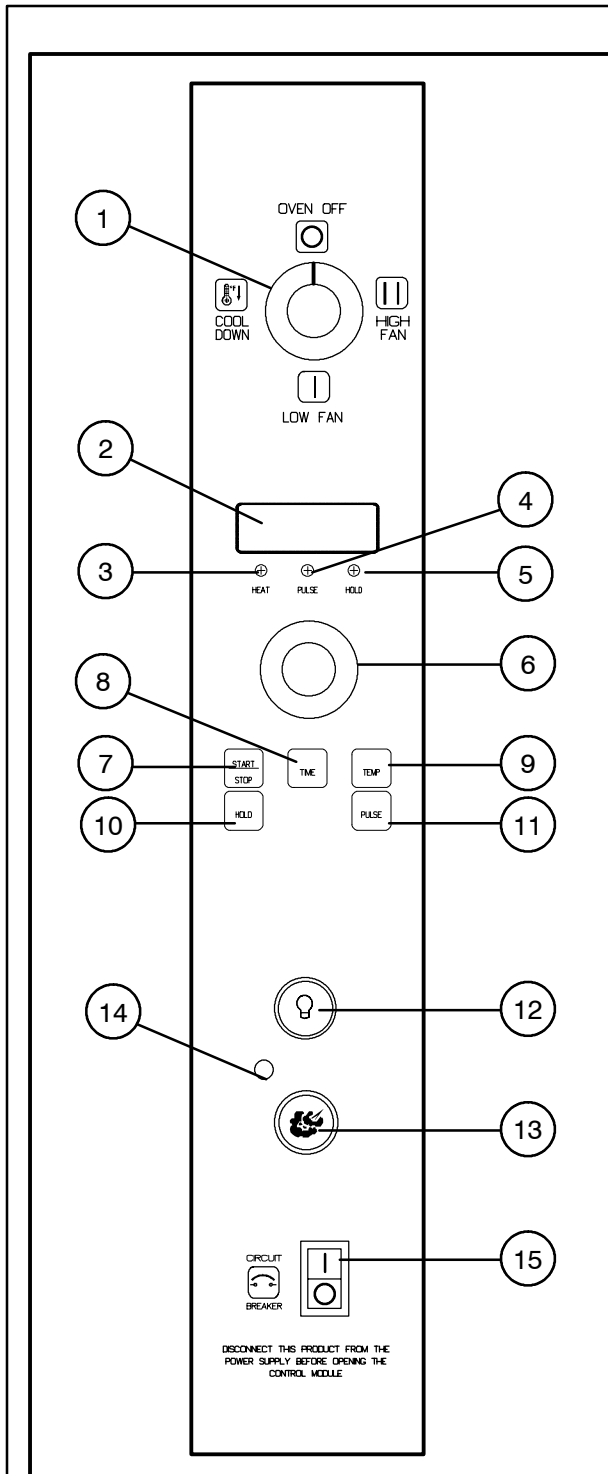 OVEN OFF
1
°F
COOL
DOWN
HIGH
FAN
LOW FAN
2
4
3
HEAT
PULSE
HOLD
5
6
8
7
START
STOP
TIME
TEMP
9
10
HOLD
PULSE
11
14
12
13
CIRCUIT
BREAKER
15
DISCONNECT THIS PRODUCT FROM THE
POWER SUPPLY BEFORE OPENING THE
CONTROL MODULE